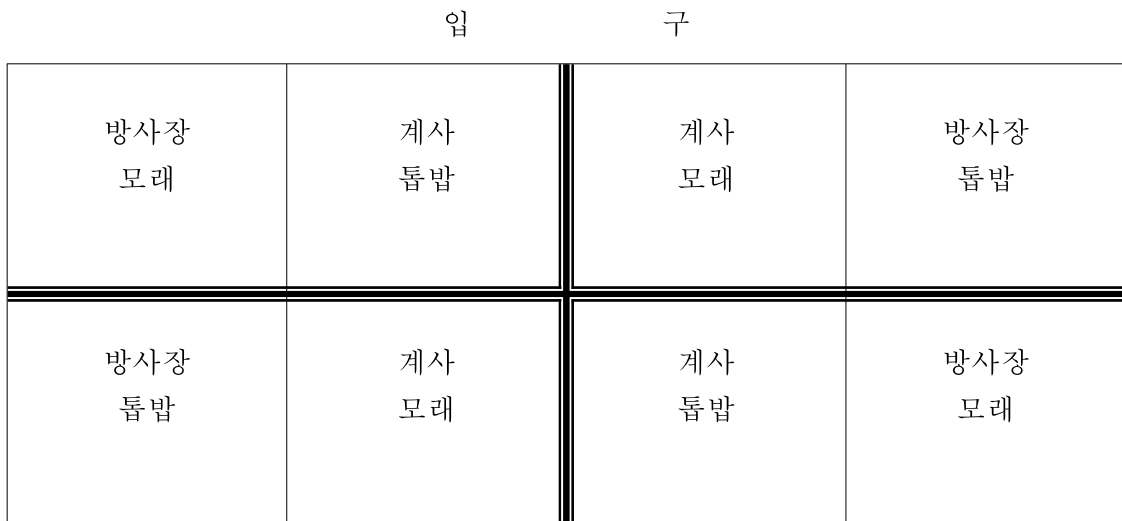 입 구
방사장 계사 계사 방사장
모래 톱밥 모래 톱밥
방사장 계사 계사 방사장
톱밥 모래 톱밥 모래